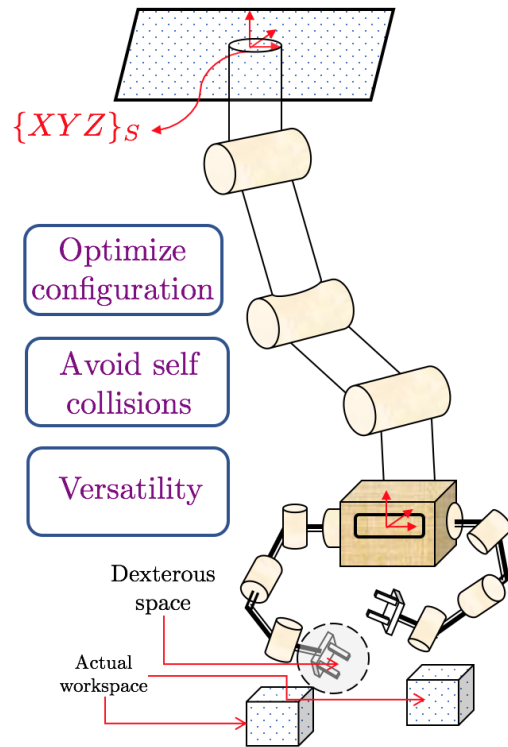 {XYZ}S
Optimize
configuration
Avoid self
collisions
Versatility
Dexterous
space
Actual
workspace